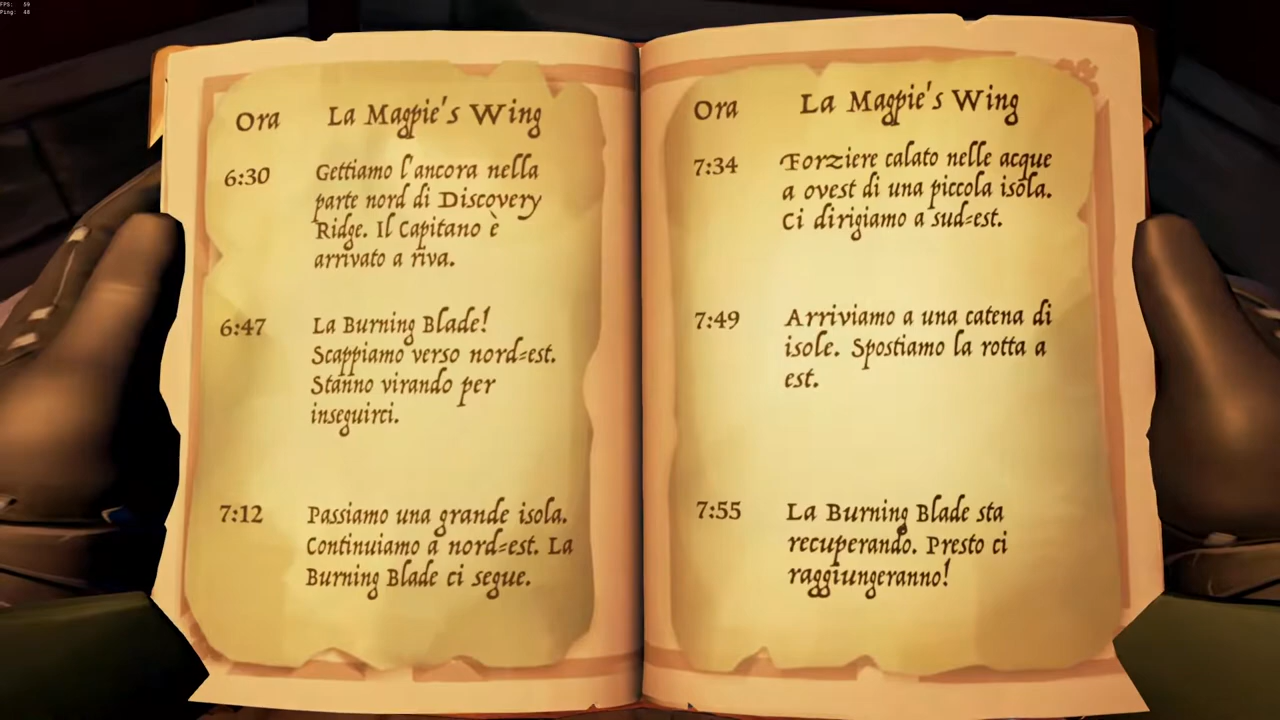 FPS: 59
Ping: 48
Ora La Magpie's Wing
6:30 Gettiamo l'ancora nella
parte nord di Discovery
Ridge. Il Capitano è
arrivato a riva.
6:47 La Burning Blade!
Scappiamo verso nord-est.
Stanno virando per
inseguirci.
7:12 Passiamo una grande isola.
Continuiamo a nord-est. La
Burning Blade ci segue.
Ora La Magpie's Wing
7:34 Forziere calato nelle acque
a ovest di una piccola isola.
Ci dirigiamo a sud-est.
7:49 Arriviamo a una catena di
isole. Spostiamo la rotta a
est.
7:55 La Burning Blade sta
recuperando. Presto ci
raggiungeranno!